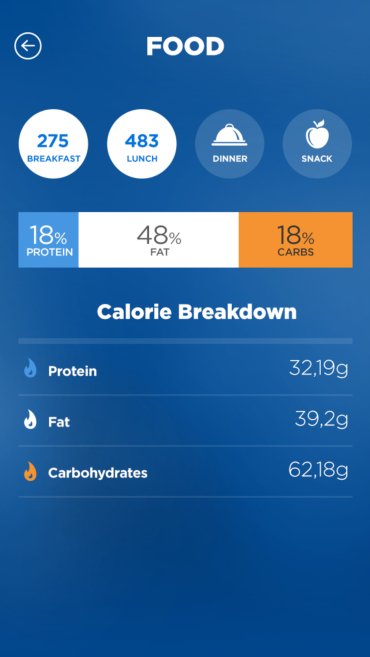 FOOD
275
BREAKFAST
483
LUNCH
DINNER
SNACK
18%
PROTEIN
48%
FAT
18%
CARBS
Calorie Breakdown
Protein 32,19g
Fat 39,2g
Carbohydrates 62,18g